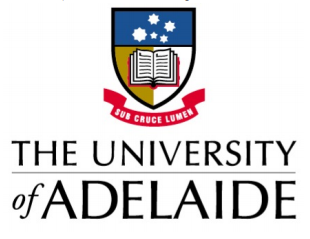 SUB CRUCE LUMEN
THE UNIVERSITY
of ADELAIDE